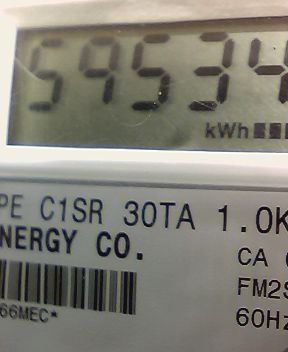 59534
kWh
PE C1SR 30TA 1.0K
NERGY CO.
CA
FM2S
66MEC*
60Hz